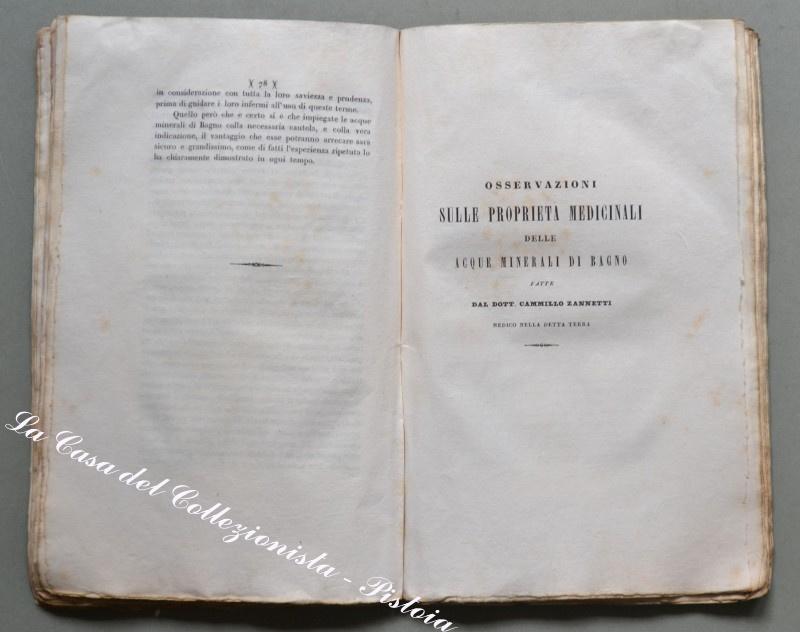 )( 78 )(
in considerazione con tutta la loro saviezza e prudenza,
prima di guidare i loro infermi all'uso di queste terme.
Quello però che è certo si è che impiegate le acque
minerali di Bagno colla necessaria cautela, e colla vera
indicazione, il vantaggio che esse potranno arrecare sarà
sicuro e grandissimo, come di fatti l'esperienza ripetuta lo
ha chiaramente dimostrato in ogni tempo.
OSSERVAZIONI
SULLE PROPRIETA MEDICINALI
DELLE
ACQUE MINERALI DI BAGNO
FATTE
DAL DOTT. CAMMILLO ZANNETTI
MEDICO NELLA DETTA TERRA
La Casa del Collezionista - Pistoia